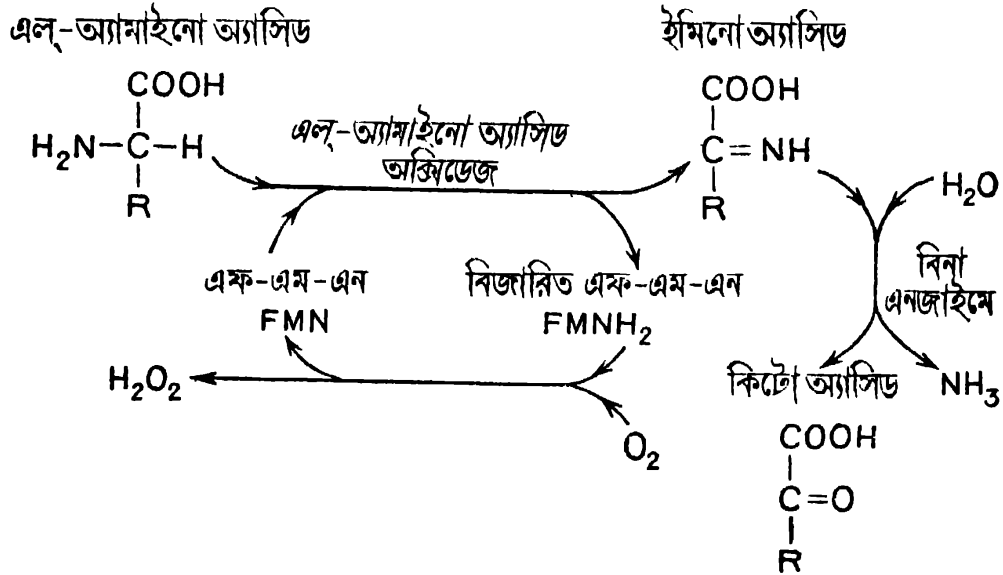 এল্-অ্যামাইনো অ্যাসিড
COOH
H₂N-C-H
R
এল্-অ্যামাইনো অ্যাসিড
অক্সিডেজ
ইমিনো অ্যাসিড
COOH
C=NH
R
H₂O
বিনা
এনজাইমে
এফ-এম-এন
FMN
বিজারিত এফ-এম-এন
FMNH₂
H₂O₂
O₂
কিটো অ্যাসিড
NH₃
COOH
C=O
R